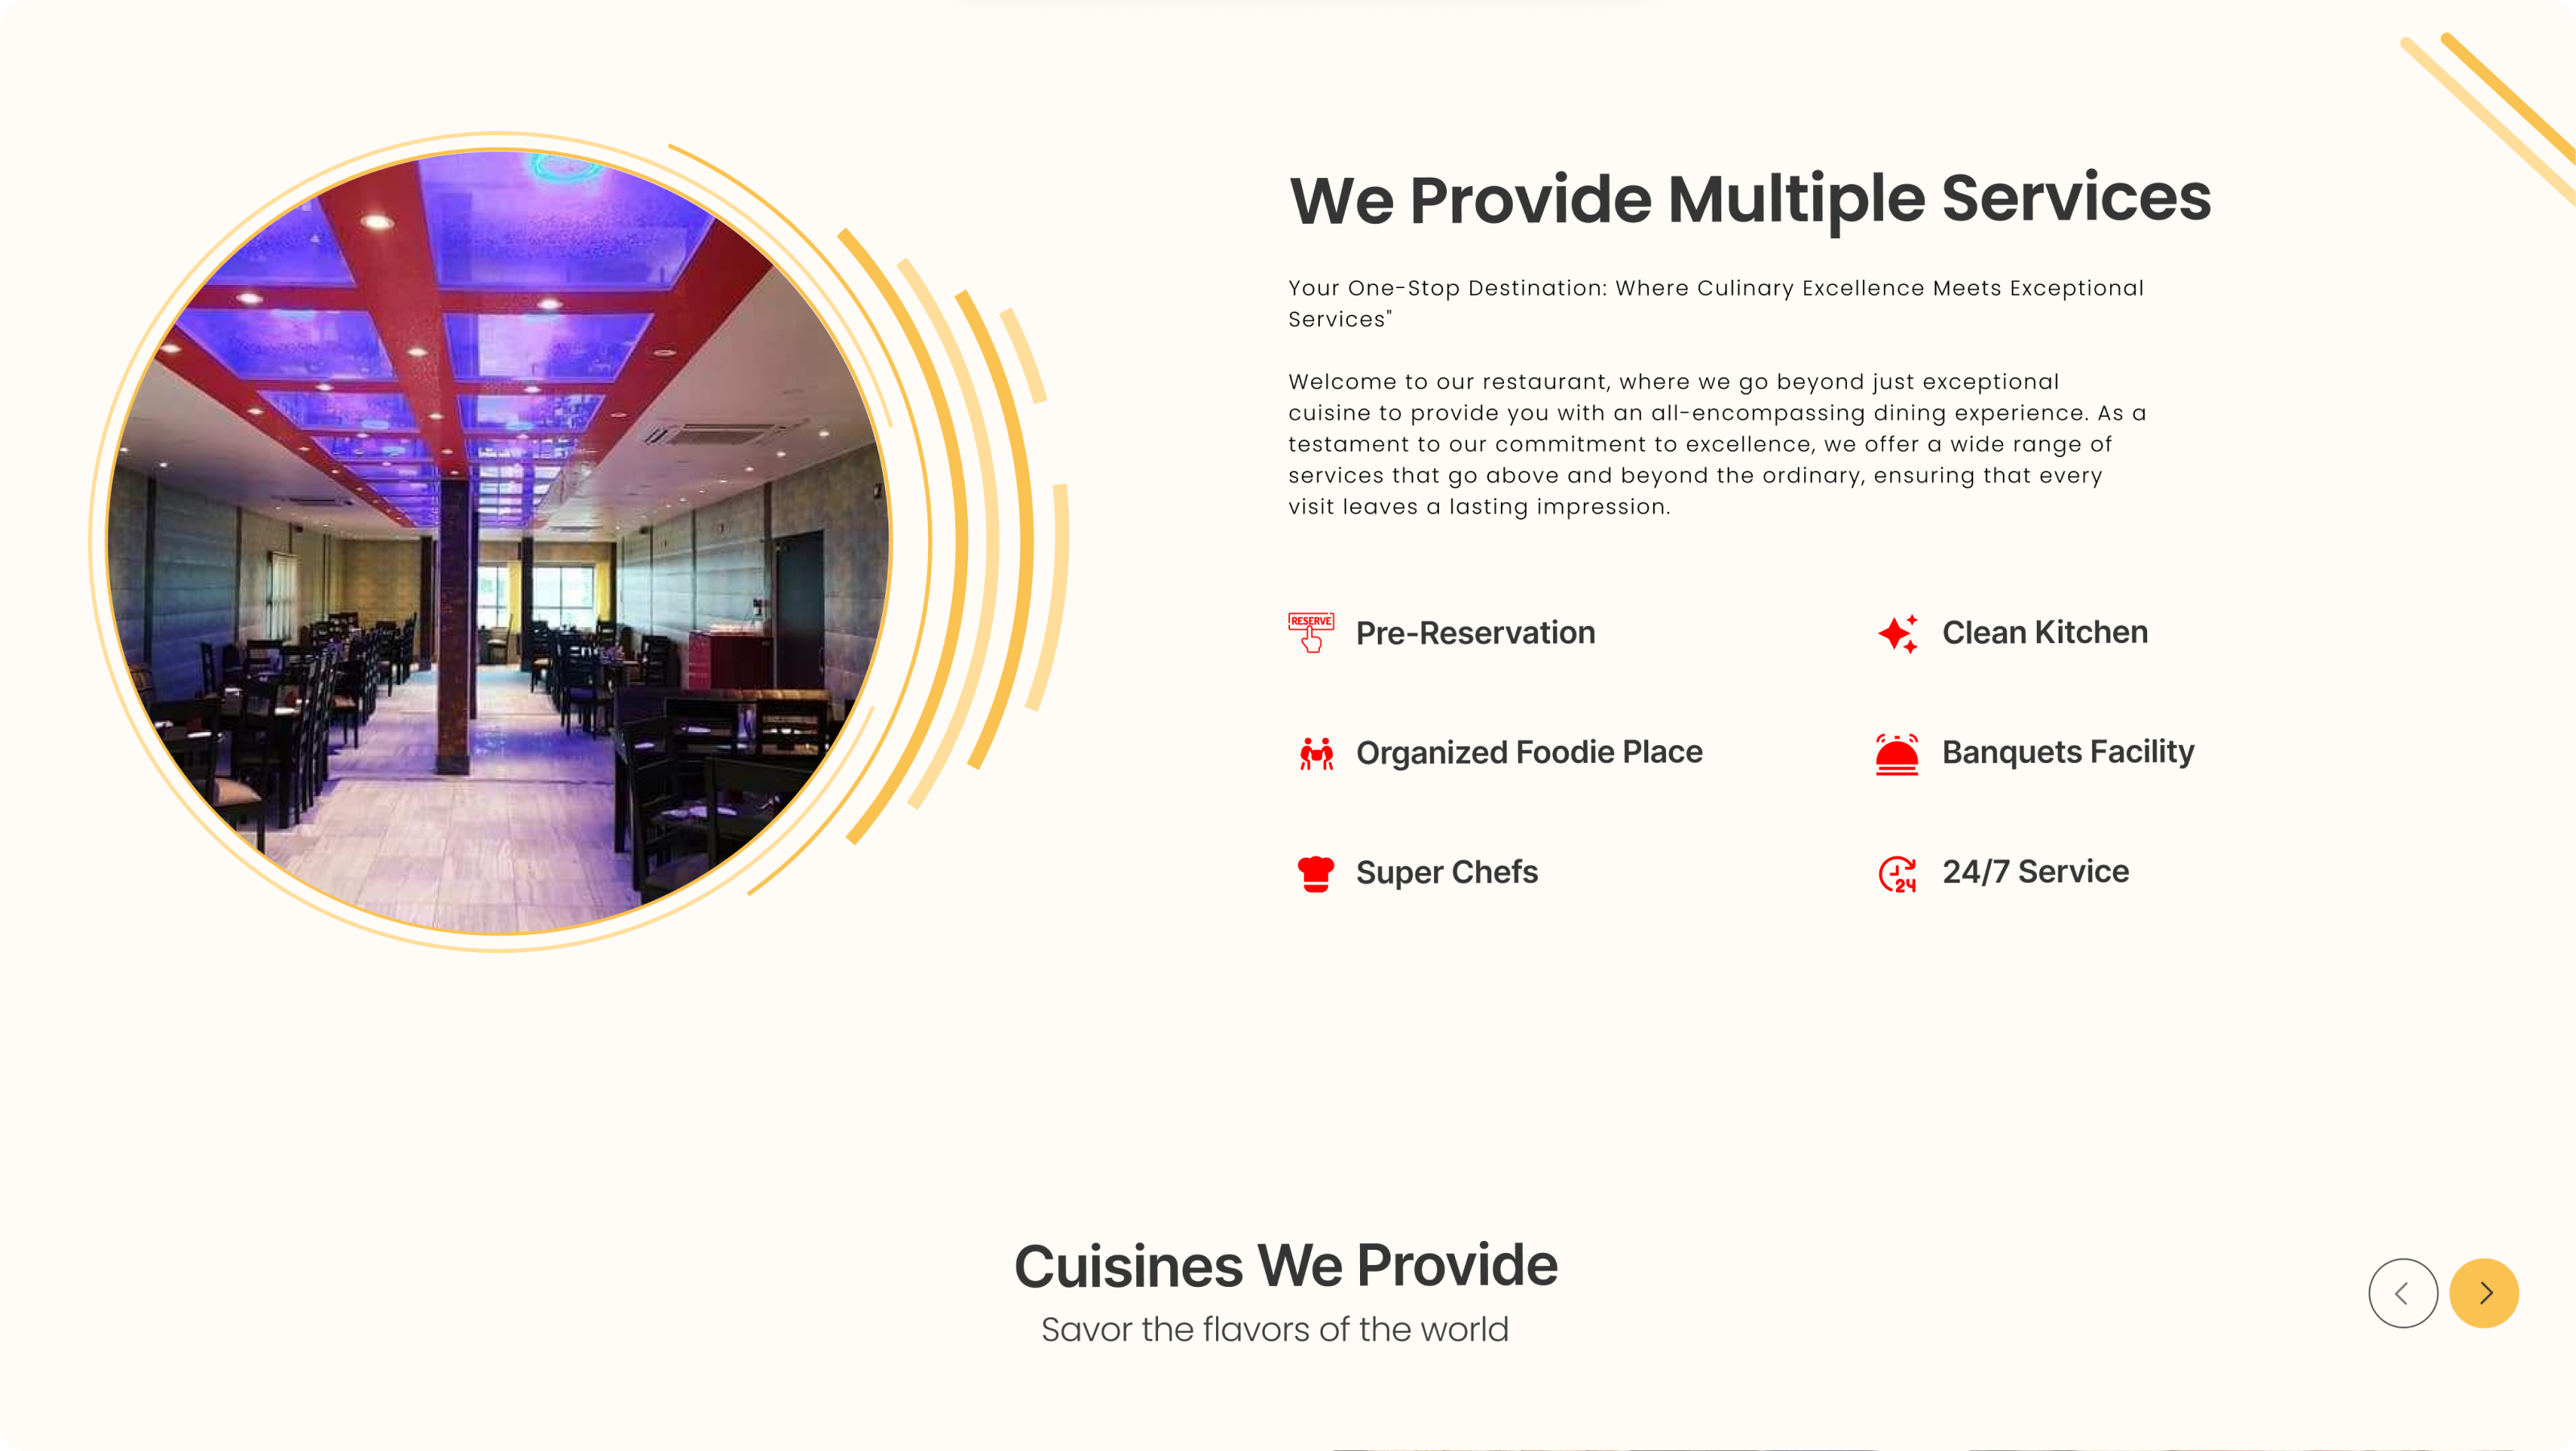 We Provide Multiple Services
Your One-Stop Destination: Where Culinary Excellence Meets Exceptional
Services"
Welcome to our restaurant, where we go beyond just exceptional
cuisine to provide you with an all-encompassing dining experience. As a
testament to our commitment to excellence, we offer a wide range of
services that go above and beyond the ordinary, ensuring that every
visit leaves a lasting impression.
RESERVE
Pre-Reservation
Clean Kitchen
Organized Foodie Place
Banquets Facility
Super Chefs
24
24/7 Service
Cuisines We Provide
Savor the flavors of the world